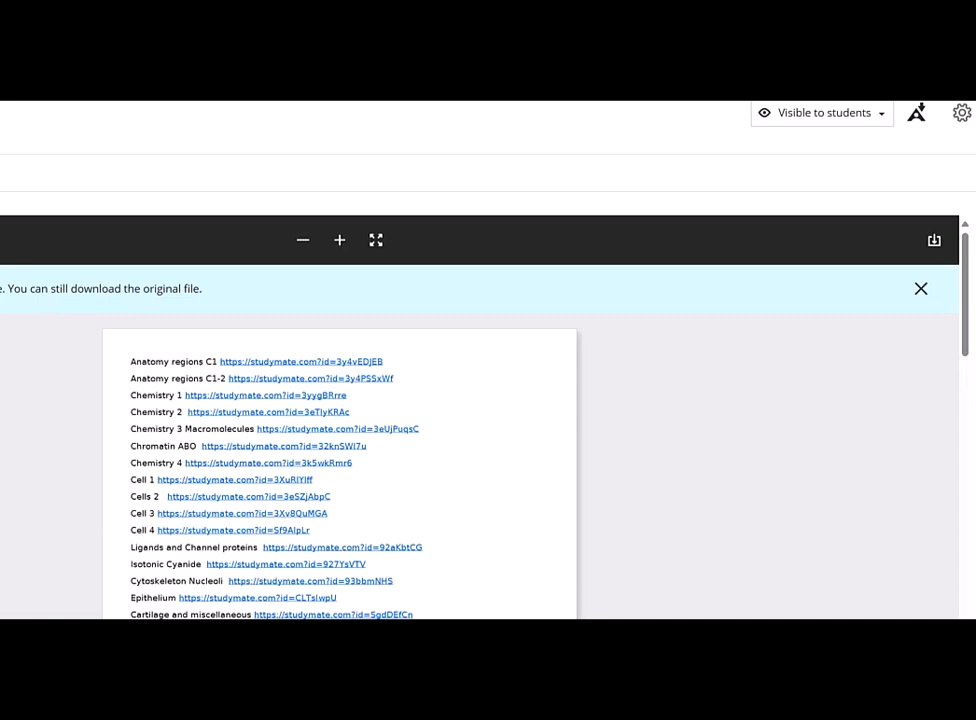 Visible to students
e. You can still download the original file.
Anatomy regions C1 https://studymate.com?id=3y4vEDJEB
Anatomy regions C1-2 https://studymate.com?id=3y4PSSxWf
Chemistry 1 https://studymate.com?id=3yygBRrre
Chemistry 2 https://studymate.com?id=3eTlyKRAc
Chemistry 3 Macromolecules https://studymate.com?id=3eUjPuqsC
Chromatin ABO https://studymate.com?id=32knSWl7u
Chemistry 4 https://studymate.com?id=3k5wkRmr6
Cell 1 https://studymate.com?id=3XuRlYlff
Cells 2 https://studymate.com?id=3eSZjAbpC
Cell 3 https://studymate.com?id=3Xv8QuMGA
Cell 4 https://studymate.com?id=Sf9AlpLr
Ligands and Channel proteins https://studymate.com?id=92aKbtCG
Isotonic Cyanide https://studymate.com?id=927YsVTV
Cytoskeleton Nucleoli https://studymate.com?id=93bbmNHS
Epithelium https://studymate.com?id=CLTslwpU
Cartilage and miscellaneous https://studymate.com?id=SgdDEfCn